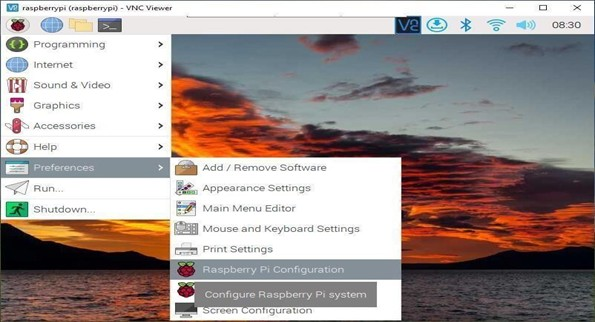 raspberrypi (raspberrypi) - VNC Viewer
08:30
Programming
Internet
Sound & Video
Graphics
Accessories
Help
Preferences
Run...
Shutdown...
Add / Remove Software
Appearance Settings
Main Menu Editor
Mouse and Keyboard Settings
Print Settings
Raspberry Pi Configuration
Configure Raspberry Pi system
Screen Configuration